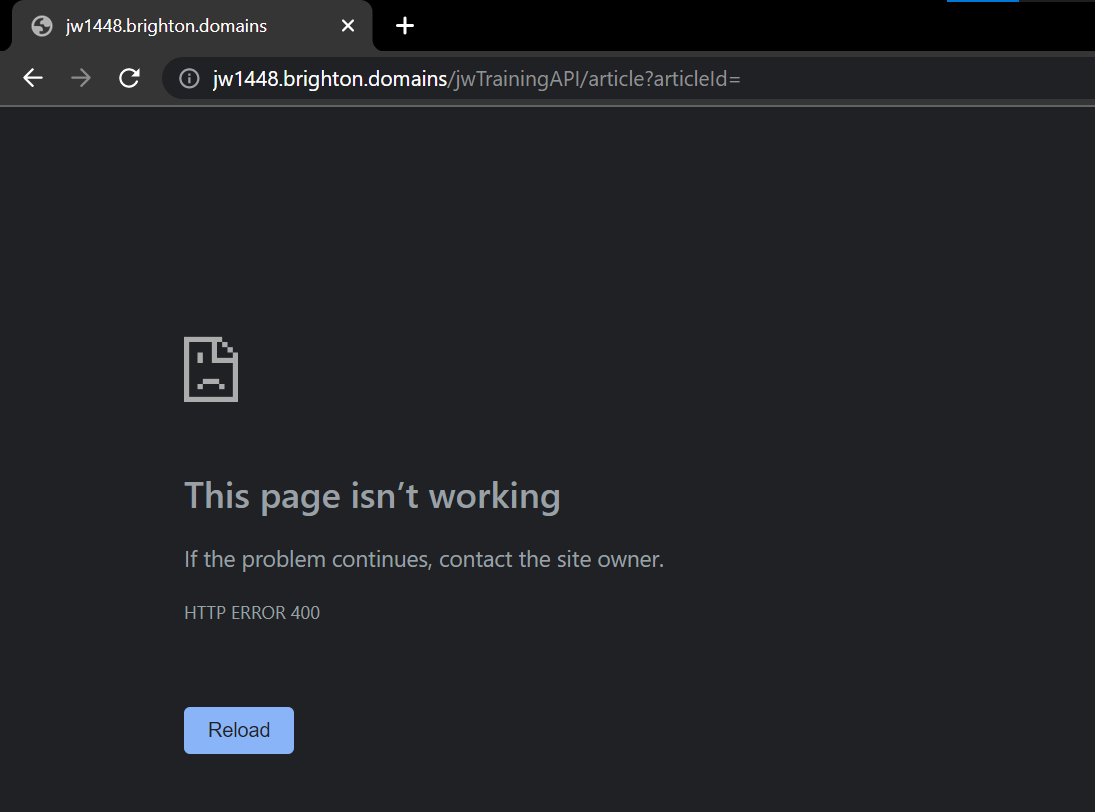 jw1448.brighton.domains
jw1448.brighton.domains/jwTrainingAPI/article?articleId=
This page isn’t working
If the problem continues, contact the site owner.
HTTP ERROR 400
Reload